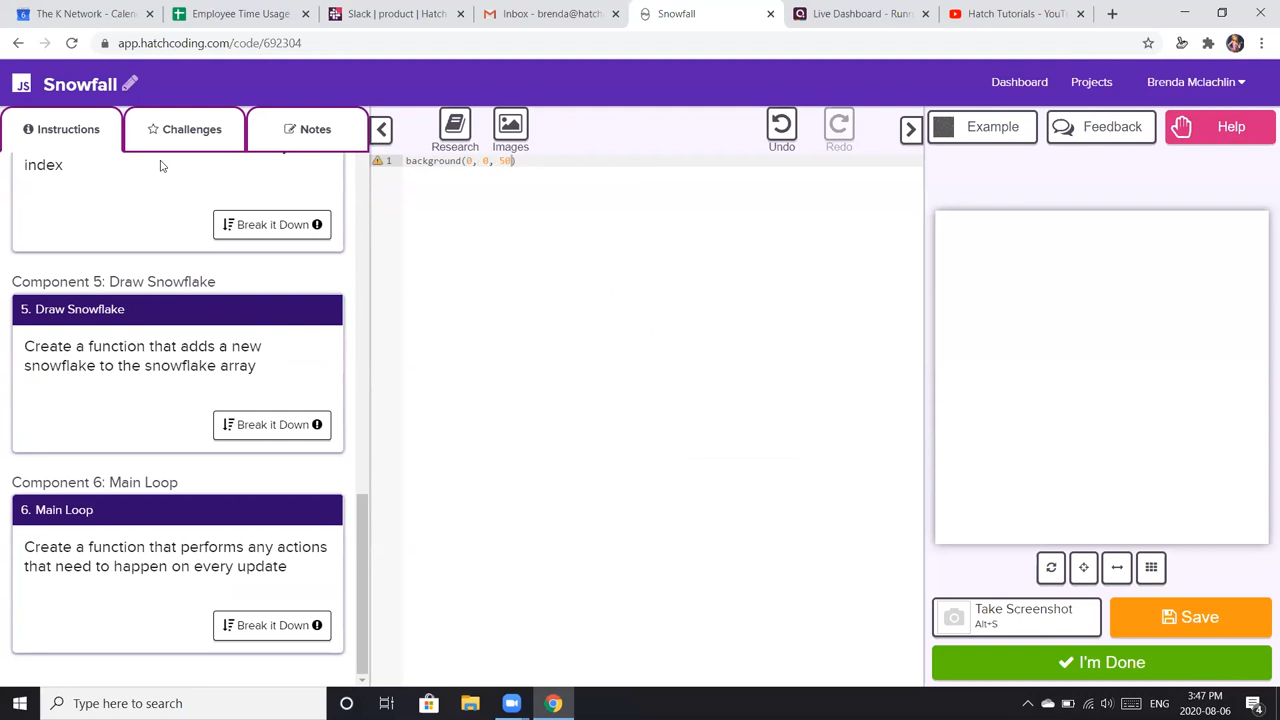 The K Network - Calen
Employee Time Usage
Slack | product | Hatch
Inbox - brenda@hatch
Snowfall
Live Dashboard - Runn
Hatch Tutorials - YouT
app.hatchcoding.com/code/692304
JS Snowfall
Dashboard
Projects
Brenda Mclachlin
Instructions
Challenges
Notes
Research
Images
Undo
Redo
Example
Feedback
Help
index
Break it Down
1 background(0, 0, 50)
Component 5: Draw Snowflake
5. Draw Snowflake
Create a function that adds a new
snowflake to the snowflake array
Break it Down
Component 6: Main Loop
6. Main Loop
Create a function that performs any actions
that need to happen on every update
Break it Down
Take Screenshot
Alt+S
Save
I'm Done
Type here to search
ENG
3:47 PM
2020-08-06
4